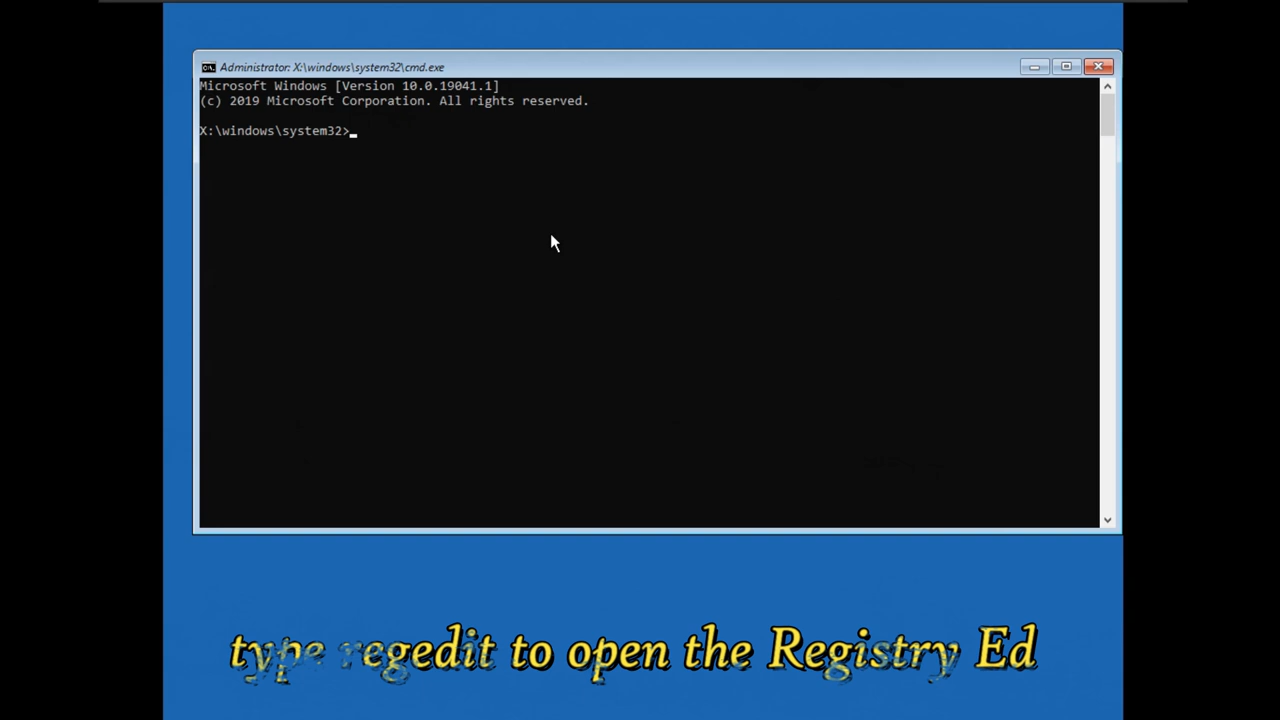 Administrator: X:\windows\system32\cmd.exe
Microsoft Windows [Version 10.0.19041.1]
(c) 2019 Microsoft Corporation. All rights reserved.
X:\windows\system32>
type regedit to open the Registry Ed